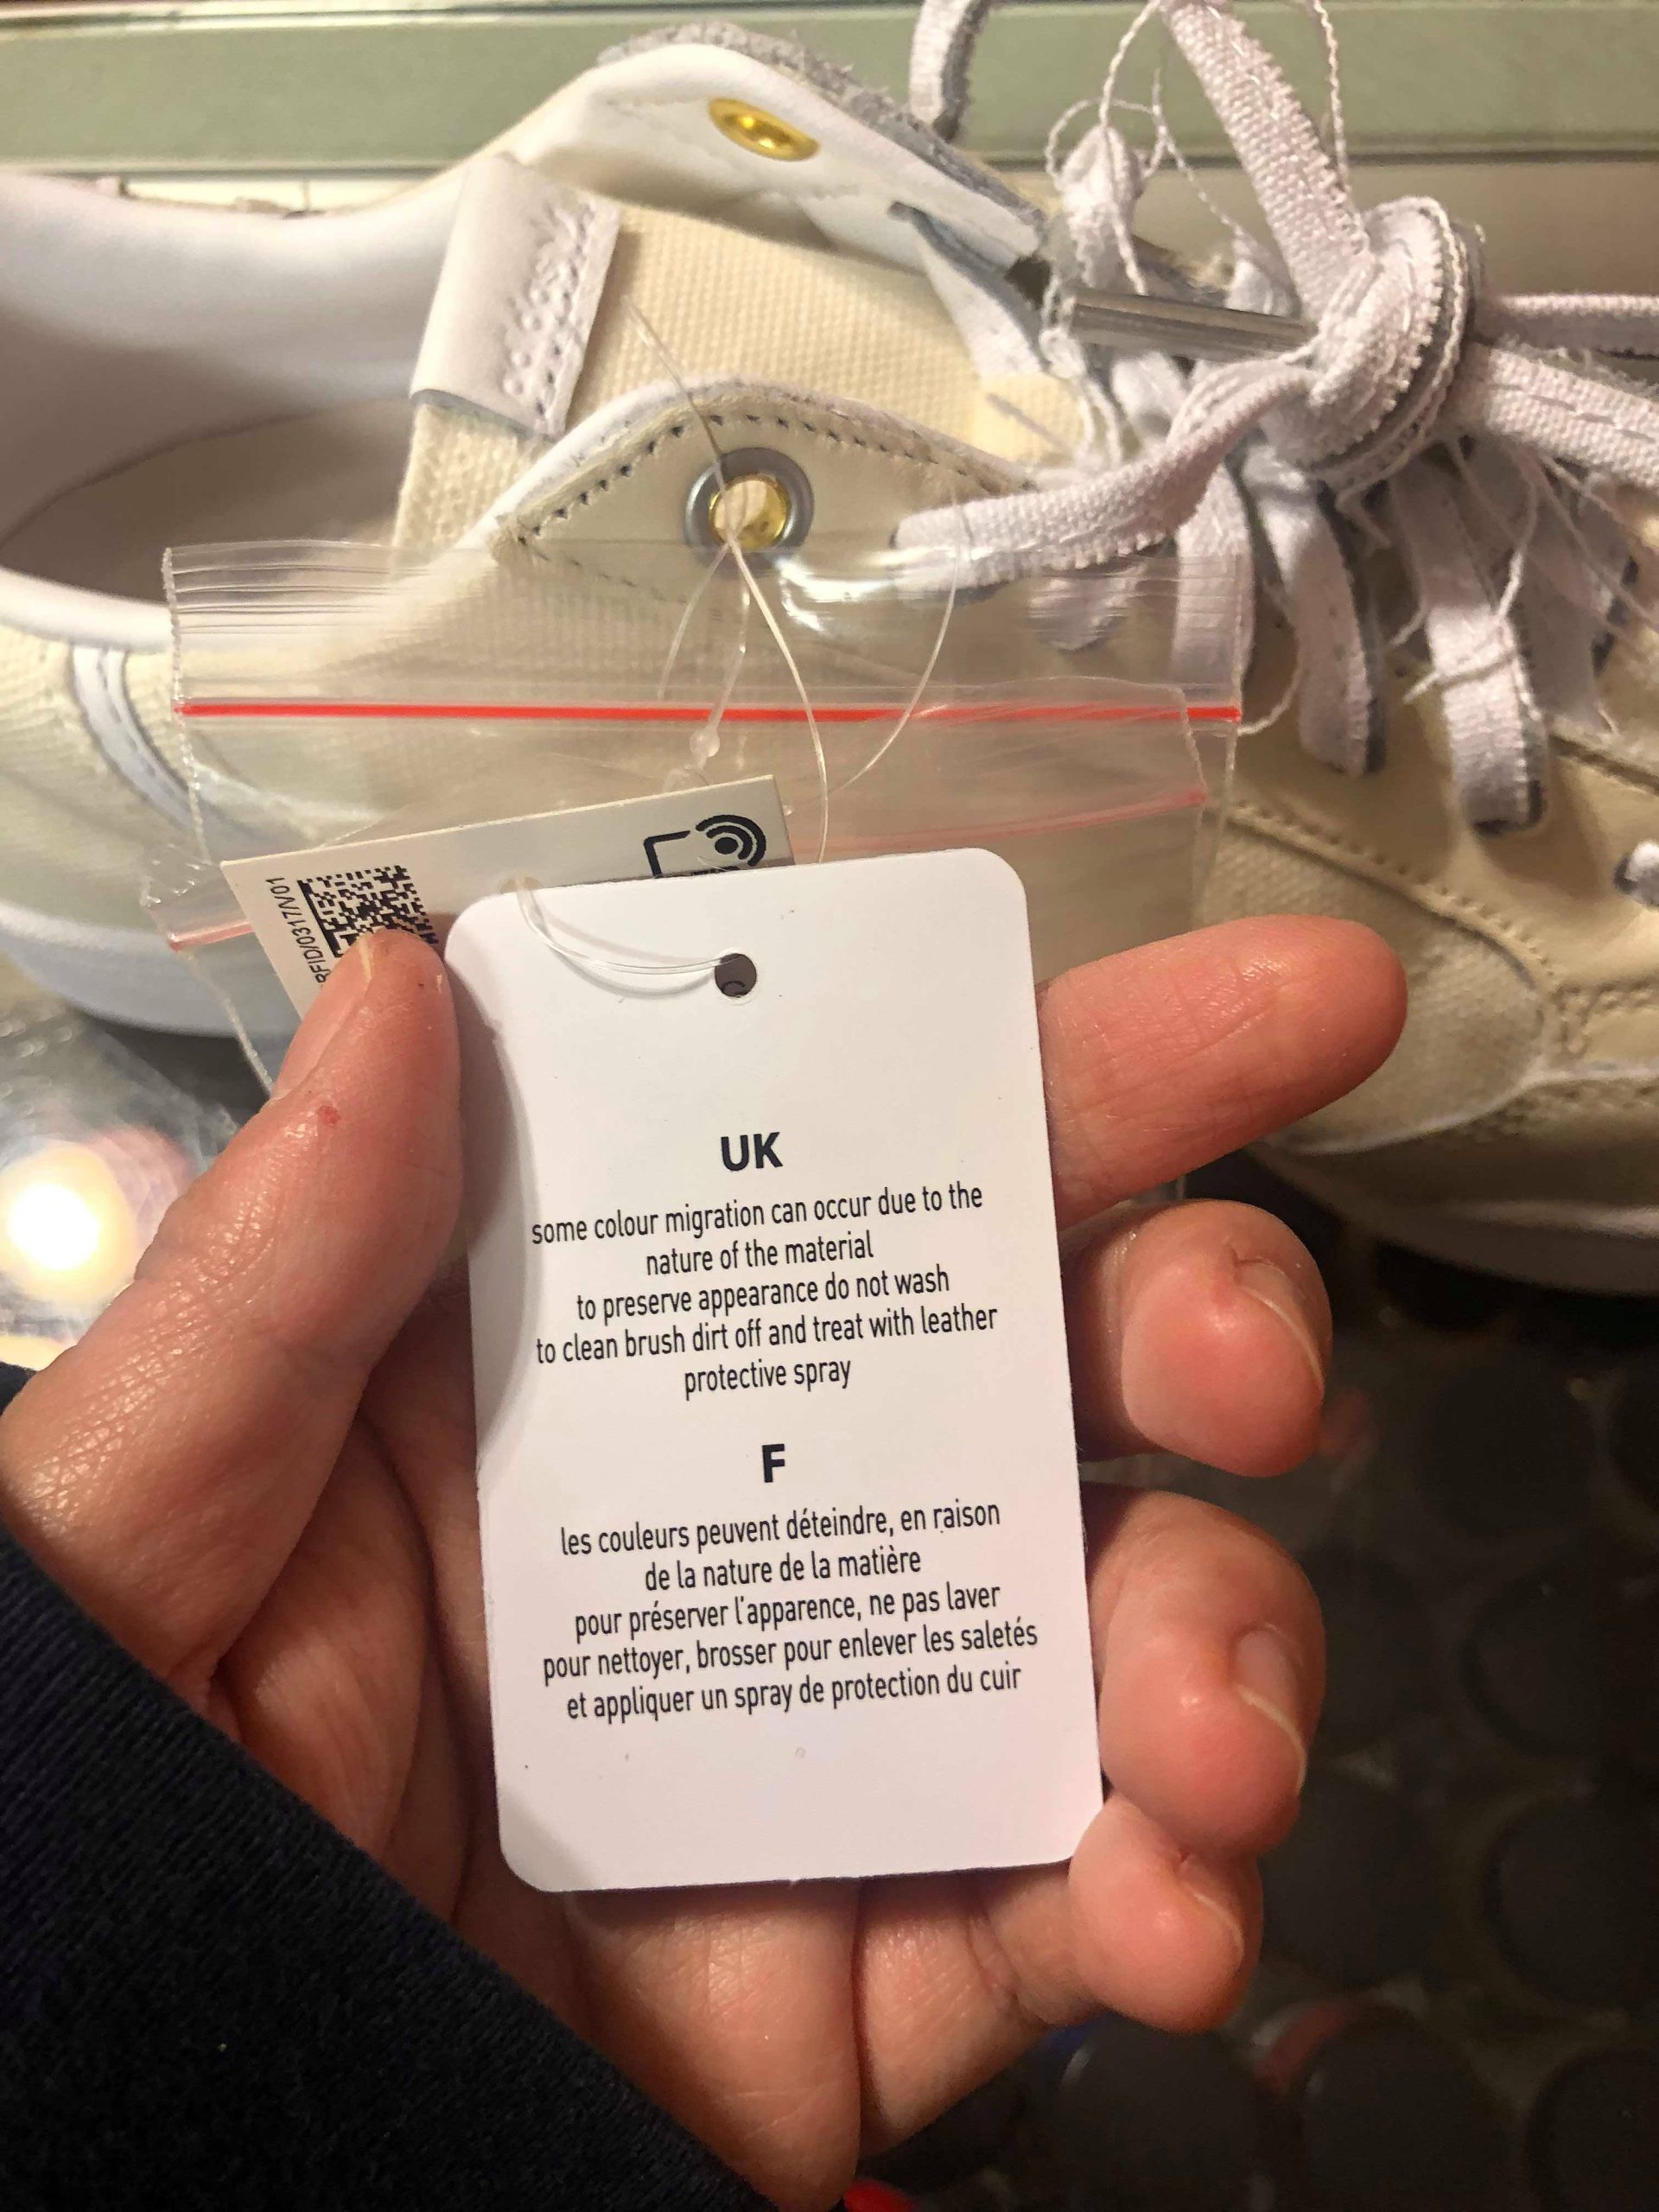 RFID/0317/V01
UK
some colour migration can occur due to the
nature of the material
to preserve appearance do not wash
to clean brush dirt off and treat with leather
protective spray
F
les couleurs peuvent déteindre, en raison
de la nature de la matière
pour préserver l'apparence, ne pas laver
pour nettoyer, brosser pour enlever les saletés
et appliquer un spray de protection du cuir